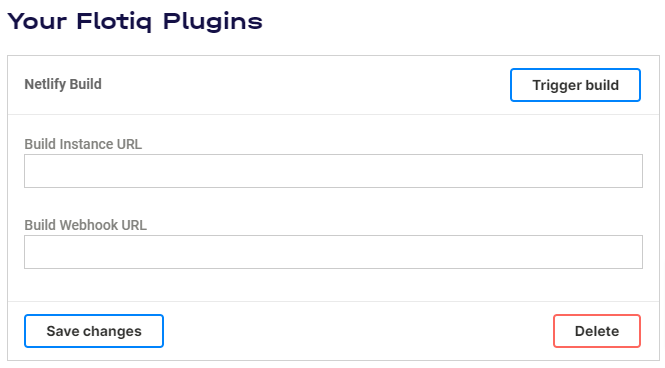 Your Flotiq Plugins
Netlify Build
Trigger build
Build Instance URL
Build Webhook URL
Save changes
Delete